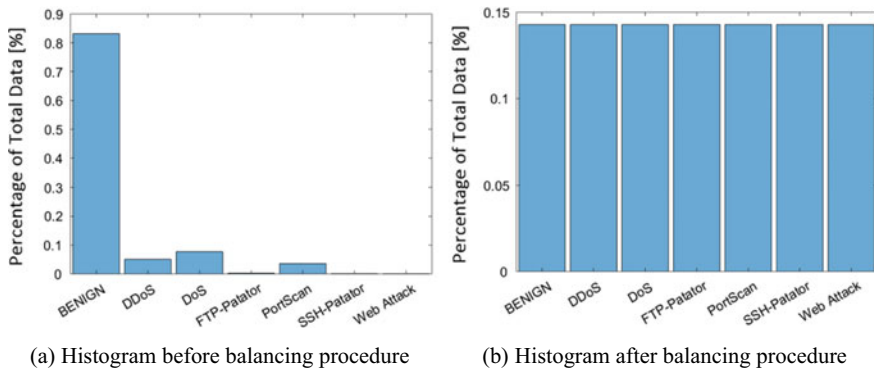 Percentage of Total Data [%]
0.9
0.8
0.7
0.6
0.5
0.4
0.3
0.2
0.1
0
BENIGN
DDoS
DoS
FTP-Patator
PortScan
SSH-Patator
Web Attack
(a) Histogram before balancing procedure
Percentage of Total Data [%]
0.15
0.1
0.05
0
BENIGN
DDoS
DoS
FTP-Patator
PortScan
SSH-Patator
Web Attack
(b) Histogram after balancing procedure